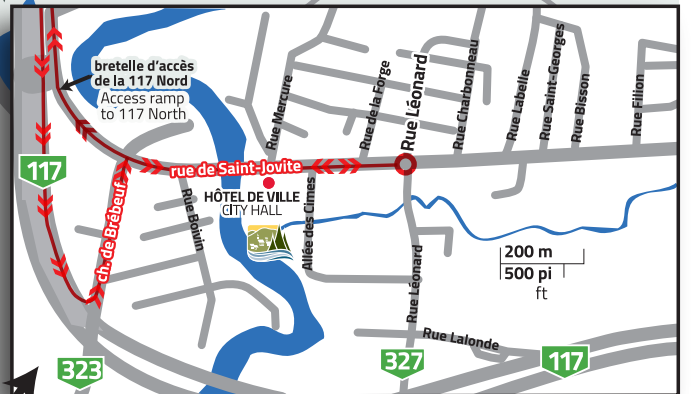 bretelle d'accès
de la 117 Nord
Access ramp
to 117 North
Rue Mercure
Rue de la Forge
Rue Léonard
Rue Charbonneau
Rue Labelle
Rue Saint-Georges
Rue Bisson
Rue Filion
117
rue de Saint-Jovite
ch. de Brébeuf
Rue Boivin
HÔTEL DE VILLE
CITY HALL
Allée des Cimes
Rue Léonard
200 m
500 pi
ft
Rue Lalonde
323
327
117